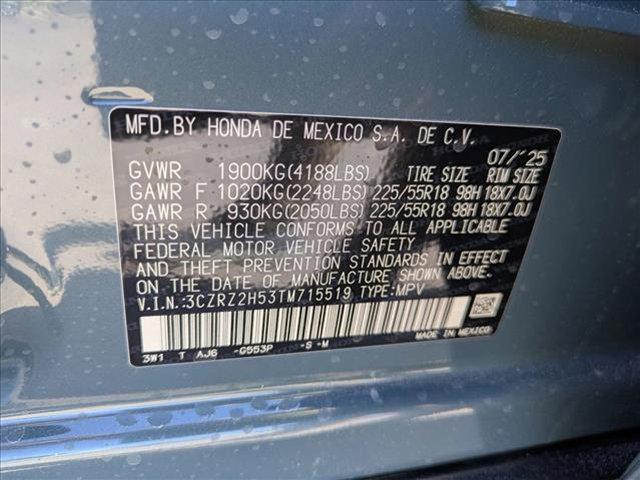 MFD.BY HONDA DE MEXICO S.A. DE C.V.
07/'25
GVWR 1900KG(4188LBS) TIRE SIZE RIM SIZE
GAWR F 1020KG(2248LBS) 225/55R18 98H 18X7.0J
GAWR R 930KG(2050LBS) 225/55R18 98H 18X7.0J
THIS VEHICLE CONFORMS TO ALL APPLICABLE
FEDERAL MOTOR VEHICLE SAFETY
AND THEFT PREVENTION STANDARDS IN EFFECT
ON THE DATE OF MANUFACTURE SHOWN ABOVE.
V.I.N.:3CZRZ2H53TM715519 TYPE:MPV
MADE IN MEXICO
3W1 T AJ6 -G553P -S -M